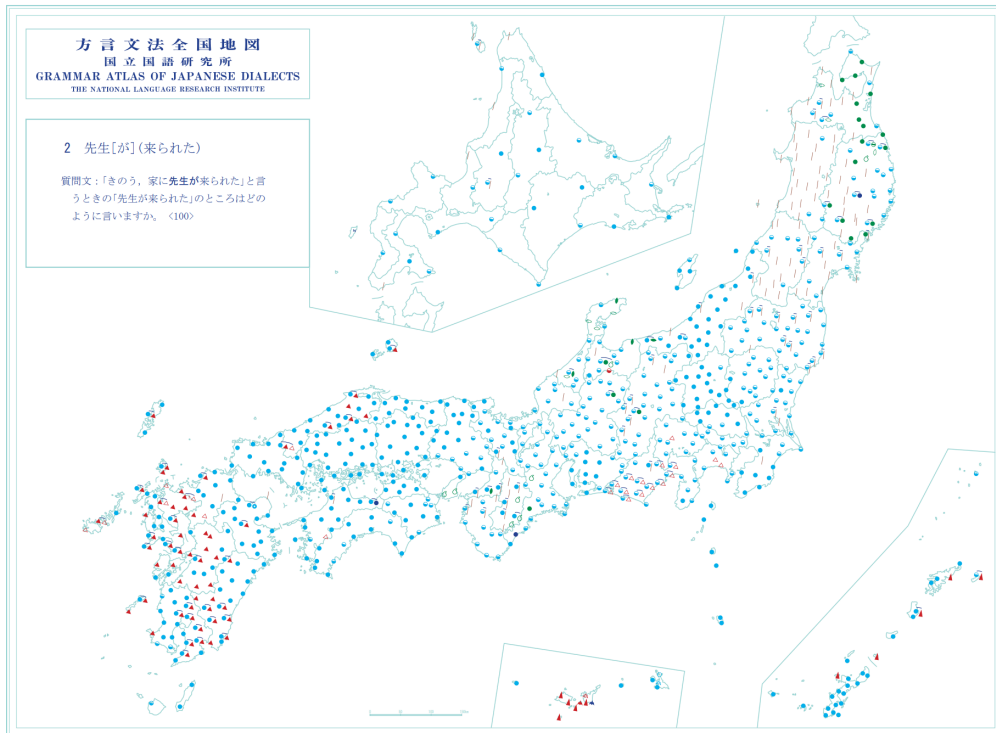 方言文法全国地図
国立国語研究所
GRAMMAR ATLAS OF JAPANESE DIALECTS
THE NATIONAL LANGUAGE RESEARCH INSTITUTE
2 先生[が](来られた)
質問文:「きのう,家に先生が来られた」と言
うときの「先生が来られた」のところはどの
ように言いますか。〈100〉